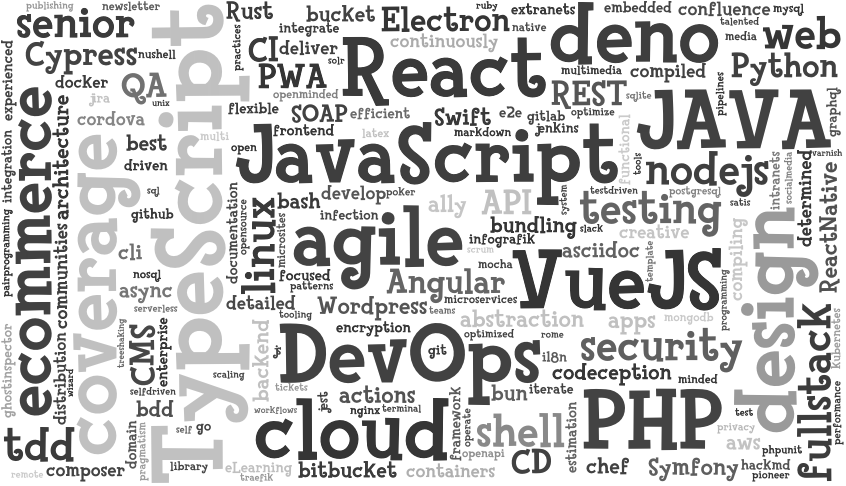 publishing
newsletter
senior
Cypress
nushell
docker
QA
unix
jira
cordova
best
driven
sql
github
cli
nosql
async
serverless
experienced
integration
pairprogramming
ecommerce
architecture
communities
distribution
coverage
TypeScript
multi
ghostinspector
treeshaking
wizard
CMS
enterprise
selfdriven
bdd
tdd
remote
composer
domain
pragmatism
self
go
library
scaling
Rust
practices
integrate
CI
deliver
solr
PWA
openminded
flexible
SOAP
efficient
frontend
latex
open
bucket
Electron
continuously
ruby
extranets
native
React
embedded
confluence
mysql
talented
media
deno
web
multimedia
compiled
Python
REST
sqlite
pipelines
optimize
Swift
e2e
gitlab
jenkins
markdown
functional
tools
JAVA
graphql
varnish
JavaScript
nodejs
postgresql
satis
intranets
socialmedia
determined
ReactNative
documentation
opensource
linux
microsites
bash
develop
poker
infection
a11y
API
system
testdriven
testing
bundling
slack
creative
agile
infografik
scrum
asciidoc
template
compiling
programming
focused
patterns
mocha
Angular
VueJS
design
detailed
tooling
Wordpress
teams
microservices
abstraction
apps
mongodb
encryption
optimized
rome
backend
js
DevOps
git
i18n
security
codeception
minded
kubernetes
performance
fullstack
tickets
actions
bun
iterate
workflows
jest
nginx
terminal
framework
operate
cloud
shell
openapi
estimation
PHP
test
privacy
aws
phpunit
eLearning
traefik
bitbucket
containers
CD
chef
Symfony
hackmd
pioneer